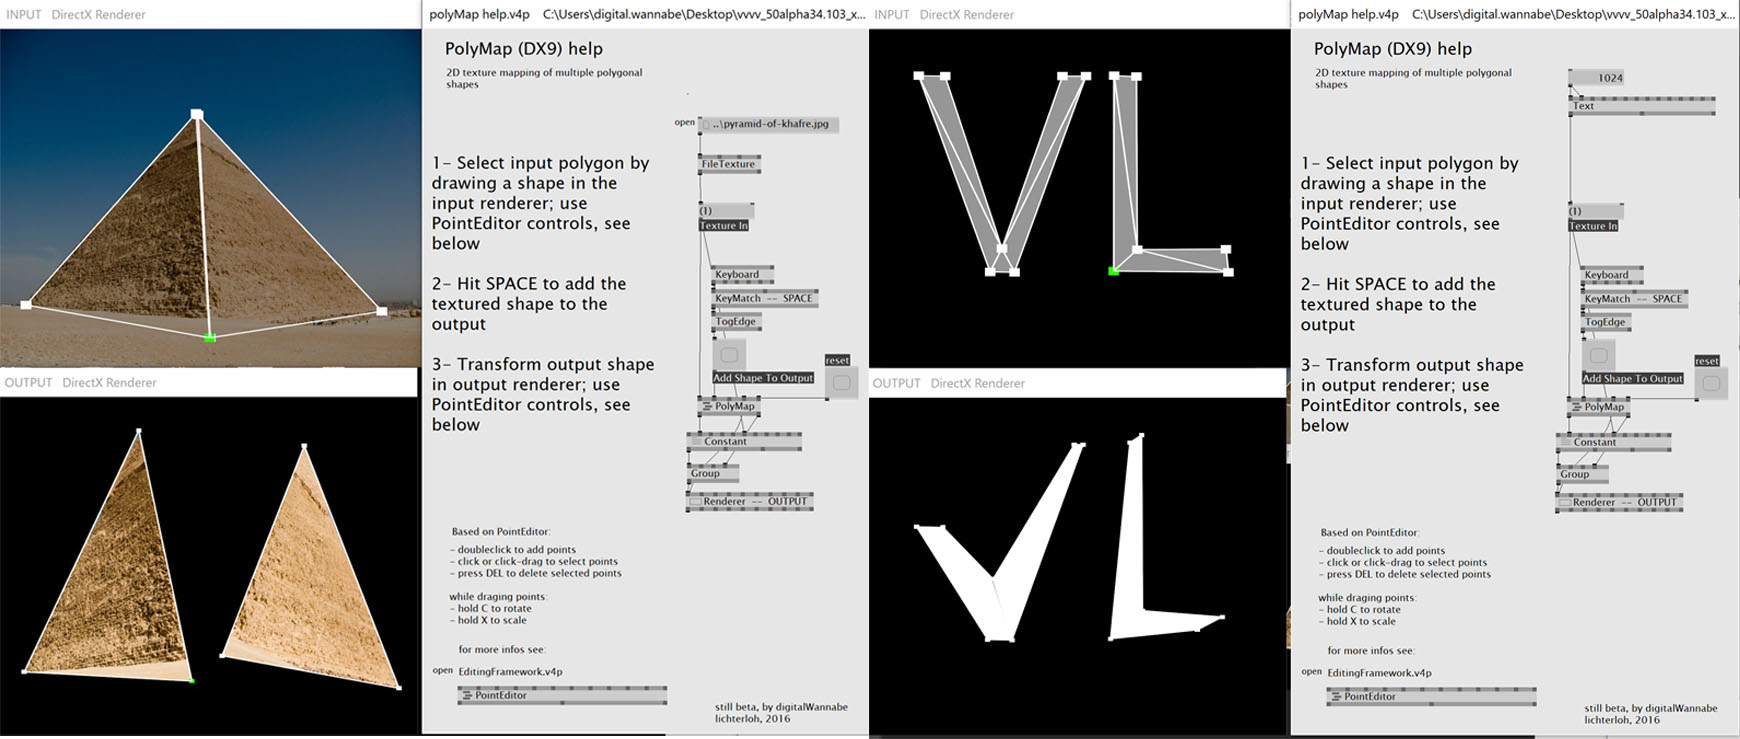 INPUT DirectX Renderer
OUTPUT DirectX Renderer
polyMap help.v4p C:\Users\digital.wannabe\Desktop\vvvv_50alpha34.103_x...
PolyMap (DX9) help
2D texture mapping of multiple polygonal
shapes
open ..\pyramid-of-khafre.jpg
FileTexture
(1)
Texture In
1- Select input polygon by
drawing a shape in the
input renderer; use
PointEditor controls, see
below
2- Hit SPACE to add the
textured shape to the
output
3- Transform output shape
in output renderer; use
PointEditor controls, see
below
Keyboard
KeyMatch -- SPACE
TogEdge
reset
Add Shape To Output
PolyMap
Constant
Group
Renderer -- OUTPUT
Based on PointEditor:
- doubleclick to add points
- click or click-drag to select points
- press DEL to delete selected points
while draging points:
- hold C to rotate
- hold X to scale
for more infos see:
open EditingFramework.v4p
PointEditor
still beta, by digitalWannabe
lichterloh, 2016
INPUT DirectX Renderer
VL
OUTPUT DirectX Renderer
VL
polyMap help.v4p C:\Users\digital.wannabe\Desktop\vvvv_50alpha34.103_x...
PolyMap (DX9) help
2D texture mapping of multiple polygonal
shapes
1024
Text
(1)
Texture In
1- Select input polygon by
drawing a shape in the
input renderer; use
PointEditor controls, see
below
2- Hit SPACE to add the
textured shape to the
output
3- Transform output shape
in output renderer; use
PointEditor controls, see
below
Keyboard
KeyMatch -- SPACE
TogEdge
reset
Add Shape To Output
PolyMap
Constant
Group
Renderer -- OUTPUT
Based on PointEditor:
- doubleclick to add points
- click or click-drag to select points
- press DEL to delete selected points
while draging points:
- hold C to rotate
- hold X to scale
for more infos see:
open EditingFramework.v4p
PointEditor
still beta, by digitalWannabe
lichterloh, 2016